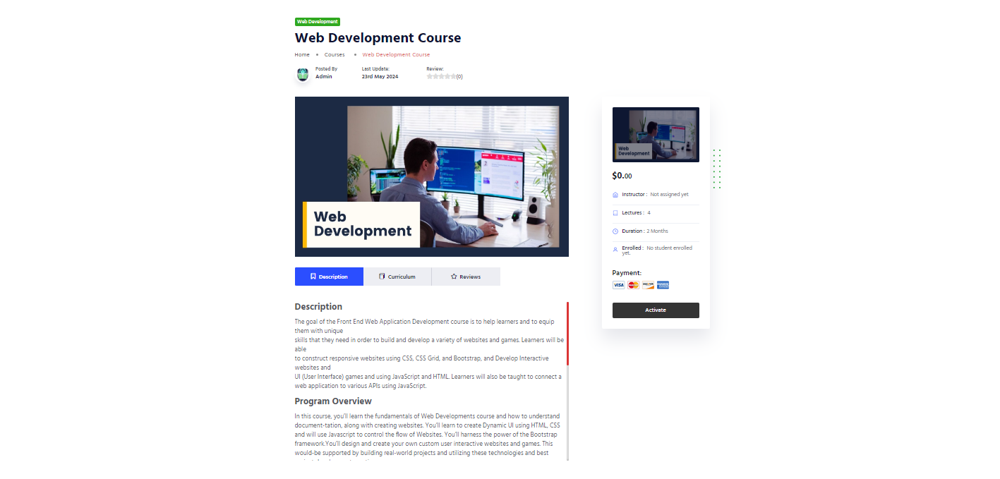 Web Development
Web Development Course
Home • Courses • Web Development Course
Posted By
Admin
Last Update:
23rd May 2024
Review:
(0)
Web
Development
Description
Curriculum
Reviews
Description
The goal of the Front End Web Application Development course is to help learners and to equip
them with unique
skills that they need in order to build and develop a variety of websites and games. Learners will be
able
to construct responsive websites using CSS, CSS Grid, and Bootstrap, and Develop Interactive
websites and
UI (User Interface) games and using JavaScript and HTML. Learners will also be taught to connect a
web application to various APIs using JavaScript.
Program Overview
In this course, you'll learn the fundamentals of Web Developments course and how to understand
document-tation, along with creating websites. You'll learn to create Dynamic UI using HTML, CSS
and will use Javascript to control the flow of Websites. You'll harness the power of the Bootstrap
framework.You'll design and create your own custom user interactive websites and games. This
would-be supported by building real-world projects and utilizing these technologies and best
Web
Development
$0.00
Instructor : Not assigned yet
Lectures : 4
Duration : 2 Months
Enrolled : No student enrolled
yet.
Payment:
VISA
Activate